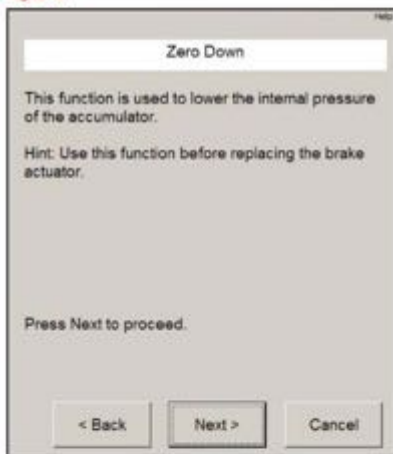 Help
Zero Down
This function is used to lower the internal pressure
of the accumulator.
Hint: Use this function before replacing the brake
actuator.
Press Next to proceed.
< Back
Next >
Cancel